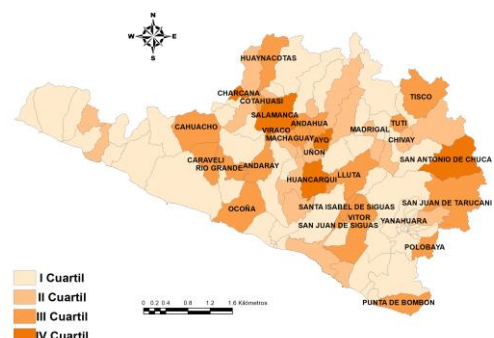 N
W E
S
HUAYNACOTAS
CHARCANA
COTAHUASI
TISCO
SALAMANCA
ANDAHUA
TUTI
CAHUACHO
VIRACO
MADRIGAL
MACHAGUAY
AYO
CHIVAY
UÑON
SAN ANTONIO DE CHUCA
CARAVELI
RIO GRANDE
ANDARAY
HUANCARQUI
LLUTA
OCOÑA
SANTA ISABEL DE SIGUAS
SAN JUAN DE TARUCANI
VITOR
YANAHUARA
SAN JUAN DE SIGUAS
POLOBAYA
PUNTA DE BOMBON
I Cuartil
II Cuartil
III Cuartil
IV Cuartil
0 0.2 0.4 0.8 1.2 1.6 Kilómetros